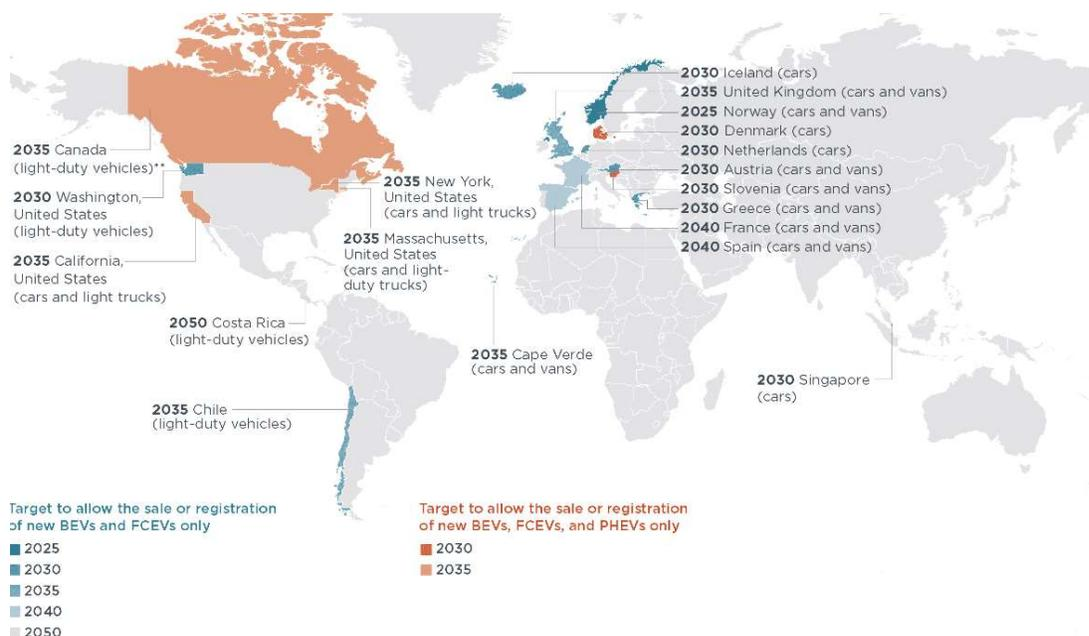 2030 Iceland (cars)
2035 United Kingdom (cars and vans)
2025 Norway (cars and vans)
2030 Denmark (cars)
2030 Netherlands (cars)
2030 Austria (cars and vans)
2030 Slovenia (cars and vans)
2030 Greece (cars and vans)
2040 France (cars and vans)
2040 Spain (cars and vans)
2035 Canada
(light-duty vehicles)**
2030 Washington,
United States
(light-duty vehicles)
2035 California,
United States
(cars and light trucks)
2035 New York,
United States
(cars and light trucks)
2035 Massachusetts,
United States
(cars and light-
duty trucks)
2050 Costa Rica
(light-duty vehicles)
2035 Cape Verde
(cars and vans)
2030 Singapore
(cars)
2035 Chile
(light-duty vehicles)
Target to allow the sale or registration
of new BEVs and FCEVs only
2025
2030
2035
2040
2050
Target to allow the sale or registration
of new BEVs, FCEVs, and PHEVs only
2030
2035